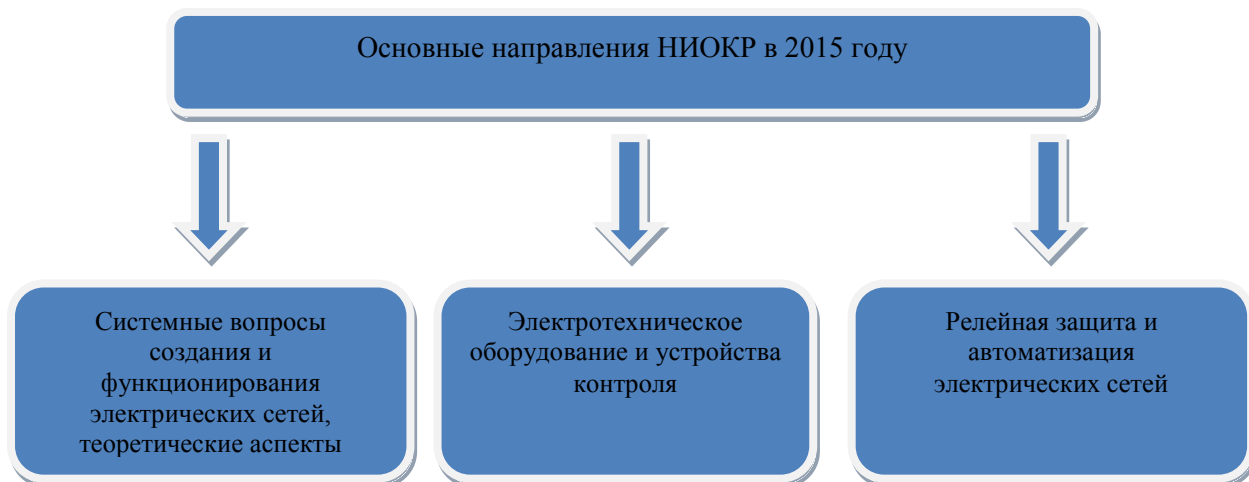 Основные направления НИОКР в 2015 году
Системные вопросы
создания и
функционирования
электрических сетей,
теоретические аспекты
Электротехническое
оборудование и устройства
контроля
Релейная защита и
автоматизация
электрических сетей